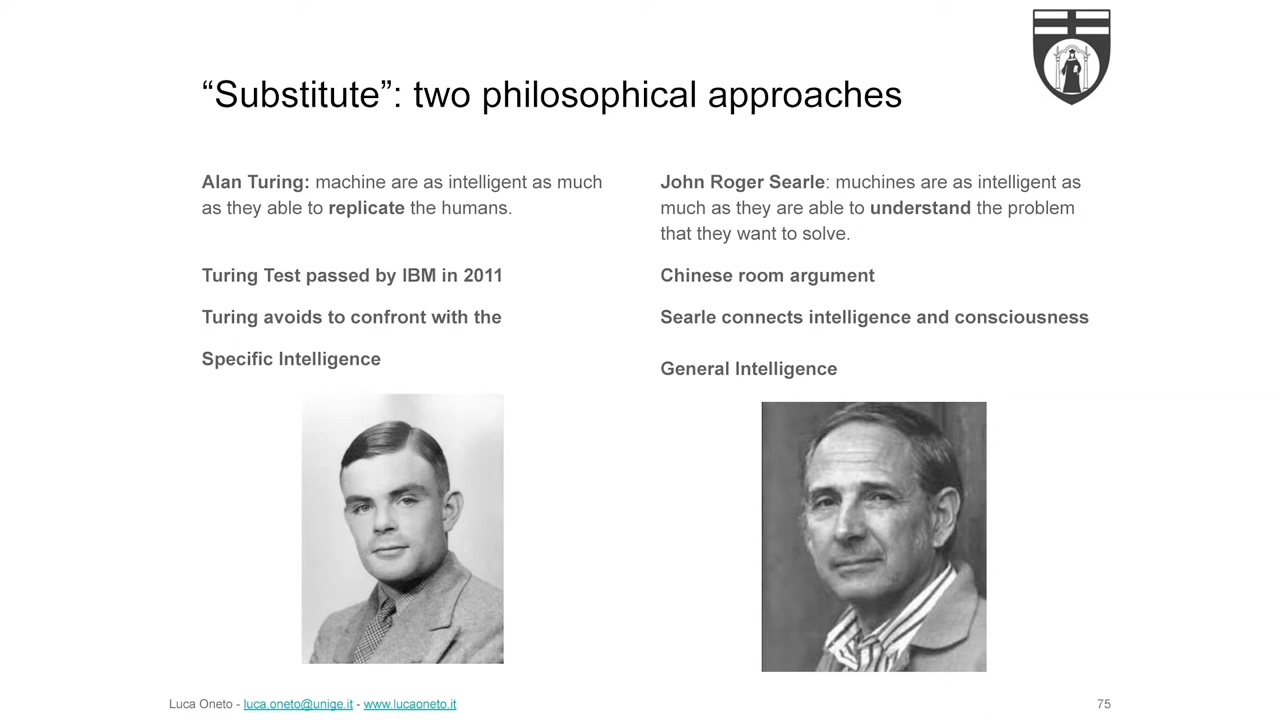 “Substitute”: two philosophical approaches
Alan Turing: machine are as intelligent as much
as they able to replicate the humans.
Turing Test passed by IBM in 2011
Turing avoids to confront with the
Specific Intelligence
John Roger Searle: muchines are as intelligent as
much as they are able to understand the problem
that they want to solve.
Chinese room argument
Searle connects intelligence and consciousness
General Intelligence
Luca Oneto - luca.oneto@unige.it - www.lucaoneto.it
75